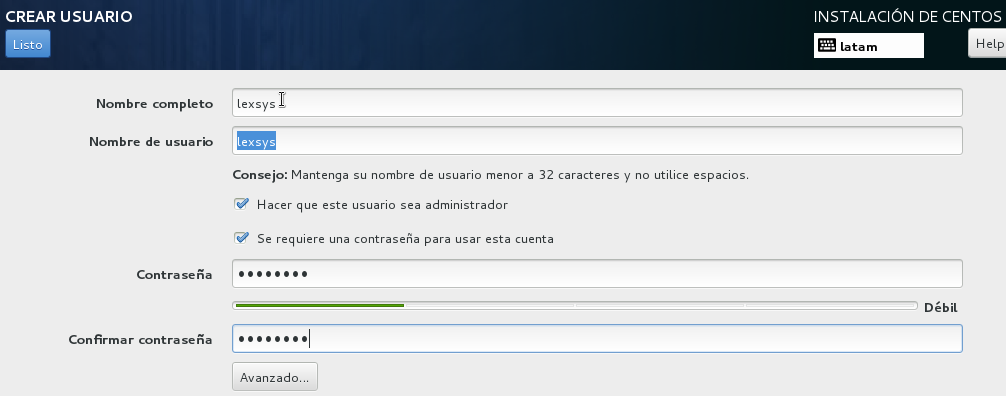 CREAR USUARIO
INSTALACIÓN DE CENTOS
Listo
latam
Help
Nombre completo
lexsys
Nombre de usuario
lexsys
Consejo: Mantenga su nombre de usuario menor a 32 caracteres y no utilice espacios.
Hacer que este usuario sea administrador
Se requiere una contraseña para usar esta cuenta
Contraseña
••••••••
Débil
Confirmar contraseña
••••••••
Avanzado...